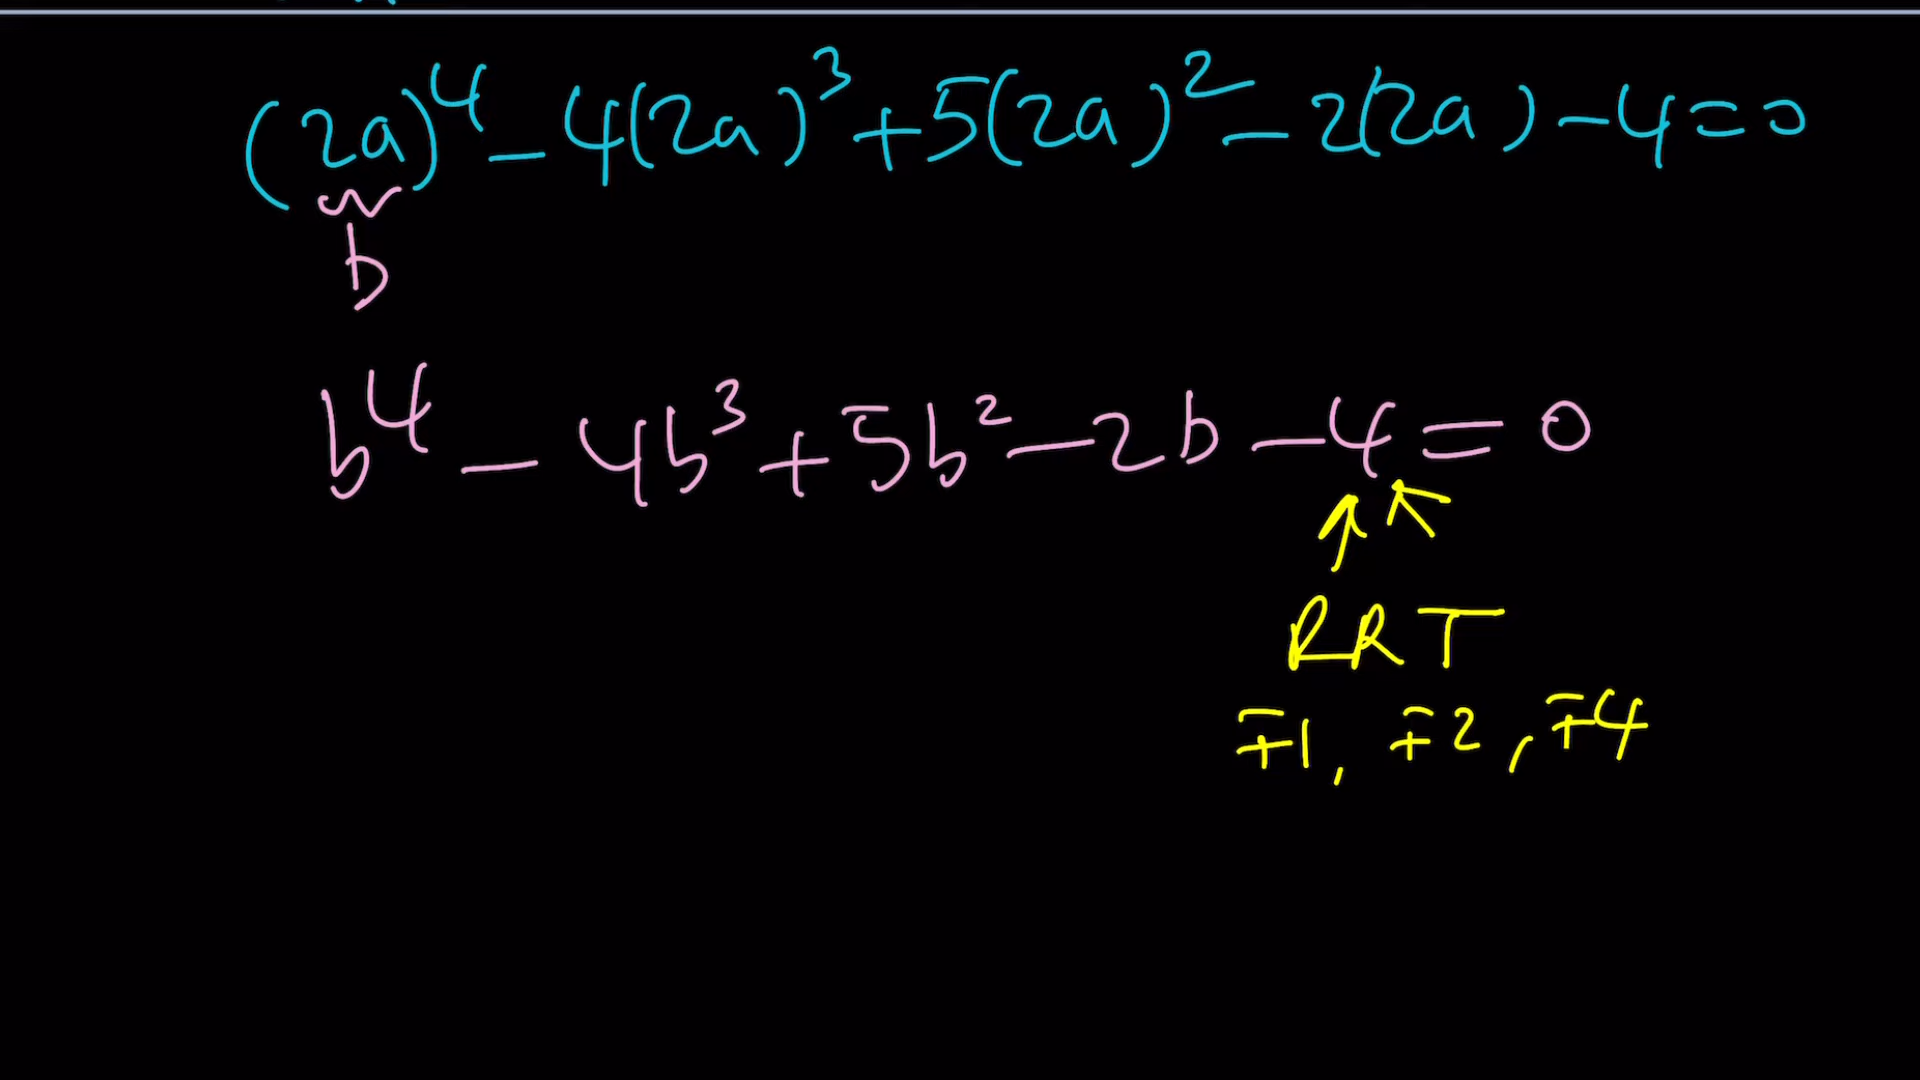 (2a)⁴ − 4(2a)³ + 5(2a)² − 2(2a) − 4 = 0
b
b⁴ − 4b³ + 5b² − 2b − 4 = 0
RRT
∓1, ∓2, ∓4